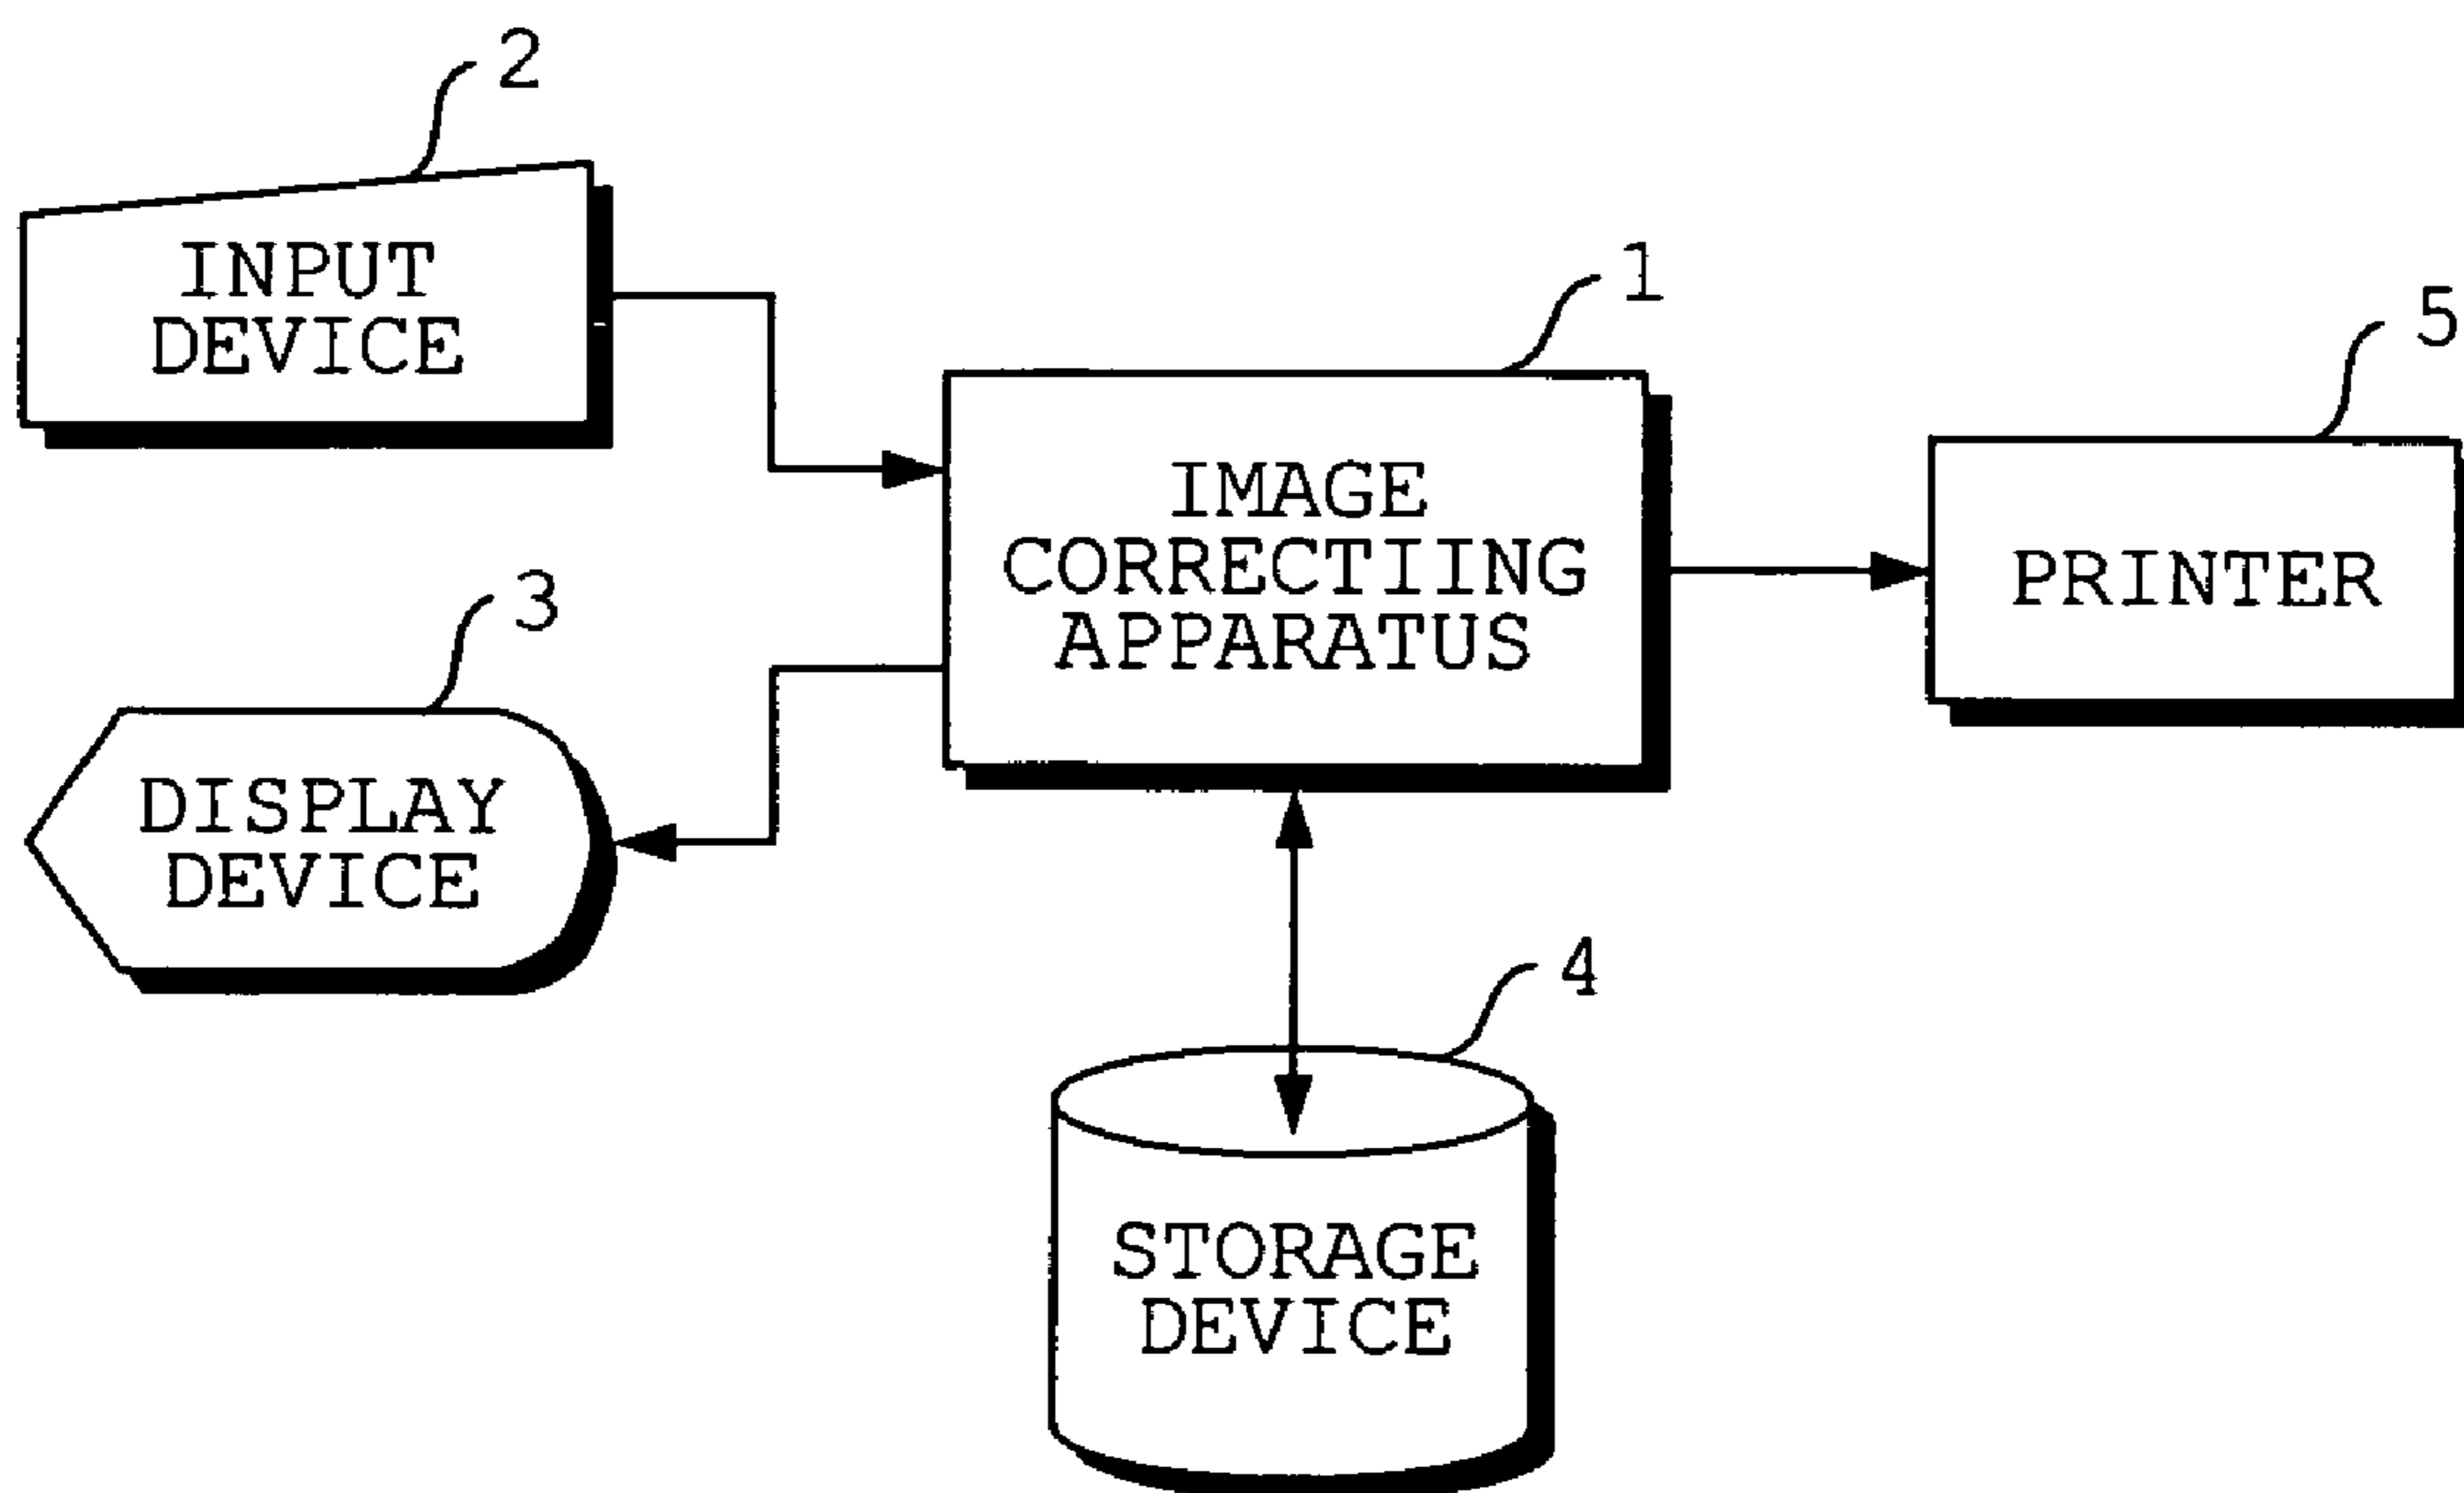 2
INPUT
DEVICE
1
IMAGE
CORRECTIING
APPARATUS
5
PRINTER
3
DISPLAY
DEVICE
4
STORAGE
DEVICE